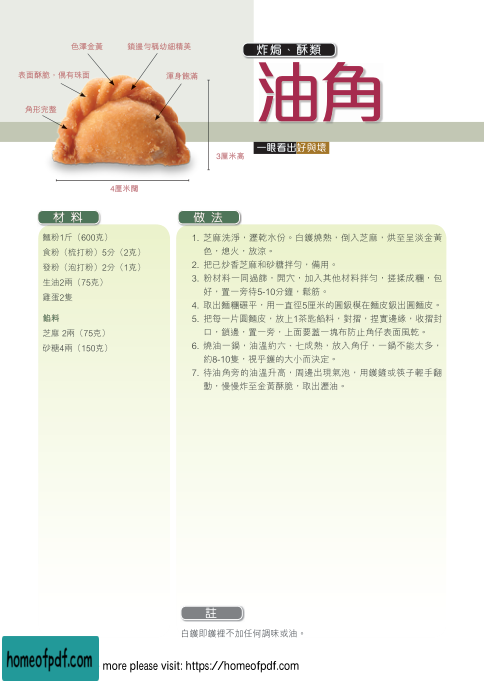 色澤金黃
鎖邊勻稱幼細精美
表面酥脆，偶有珠面
渾身飽滿
角形完整
3厘米高
4厘米闊
炸焗、酥類
油角
一眼看出好與壞
材料
麵粉1斤（600克）
食粉（梳打粉）5分（2克）
發粉（泡打粉）2分（1克）
生油2兩（75克）
雞蛋2隻
餡料
芝麻 2兩（75克）
砂糖4兩（150克）
做法
1. 芝麻洗淨，瀝乾水份。白鑊燒熱，倒入芝麻，烘至呈淡金黃
色，熄火，放涼。
2. 把已炒香芝麻和砂糖拌勻，備用。
3. 粉材料一同過篩，開穴，加入其他材料拌勻，搓揉成糰，包
好，置一旁待5-10分鐘，鬆筋。
4. 取出麵糰碾平，用一直徑5厘米的圓鈒模在麵皮鈒出圓麵皮。
5. 把每一片圓麵皮，放上1茶匙餡料，對摺，捏實邊緣，收摺封
口，鎖邊，置一旁，上面要蓋一塊布防止角仔表面風乾。
6. 燒油一鍋，油溫約六、七成熱，放入角仔，一鍋不能太多，
約8-10隻，視乎鑊的大小而決定。
7. 待油角旁的油溫升高，周邊出現氣泡，用鑊鏟或筷子輕手翻
動，慢慢炸至金黃酥脆，取出瀝油。
註
白鑊即鑊裡不加任何調味或油。
homeofpdf.com
more please visit: https://homeofpdf.com